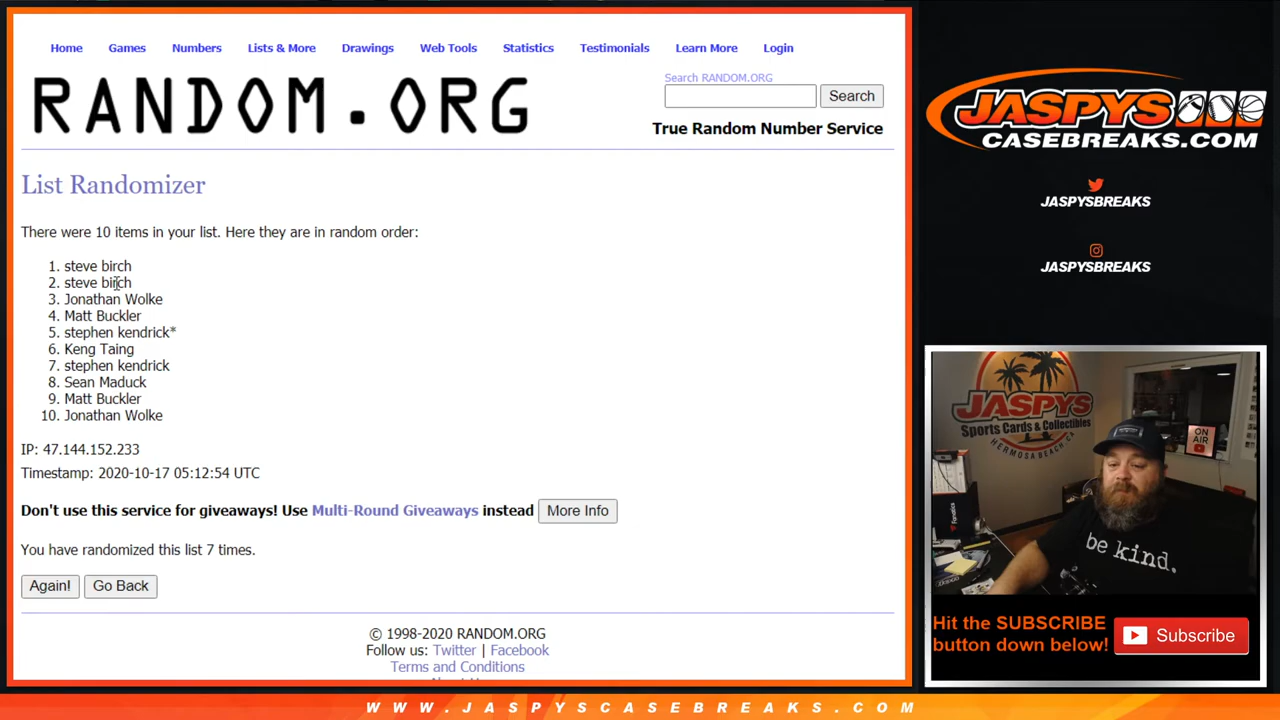 Home Games Numbers Lists & More Drawings Web Tools Statistics Testimonials Learn More Login
RANDOM.ORG
Search RANDOM.ORG
Search
True Random Number Service
List Randomizer
There were 10 items in your list. Here they are in random order:
1. steve birch
2. steve birch
3. Jonathan Wolke
4. Matt Buckler
5. stephen kendrick*
6. Keng Taing
7. stephen kendrick
8. Sean Maduck
9. Matt Buckler
10. Jonathan Wolke
IP: 47.144.152.233
Timestamp: 2020-10-17 05:12:54 UTC
Don't use this service for giveaways! Use Multi-Round Giveaways instead More Info
You have randomized this list 7 times.
Again! Go Back
© 1998-2020 RANDOM.ORG
Follow us: Twitter | Facebook
Terms and Conditions
JASPYS
CASEBREAKS.COM
JASPYSBREAKS
JASPYSBREAKS
JASPYS
Sports Cards & Collectibles
HERMOSA BEACH, CA
ON
AIR
be kind.
Hit the SUBSCRIBE
button down below!
Subscribe
WWW.JASPYSCASEBREAKS.COM